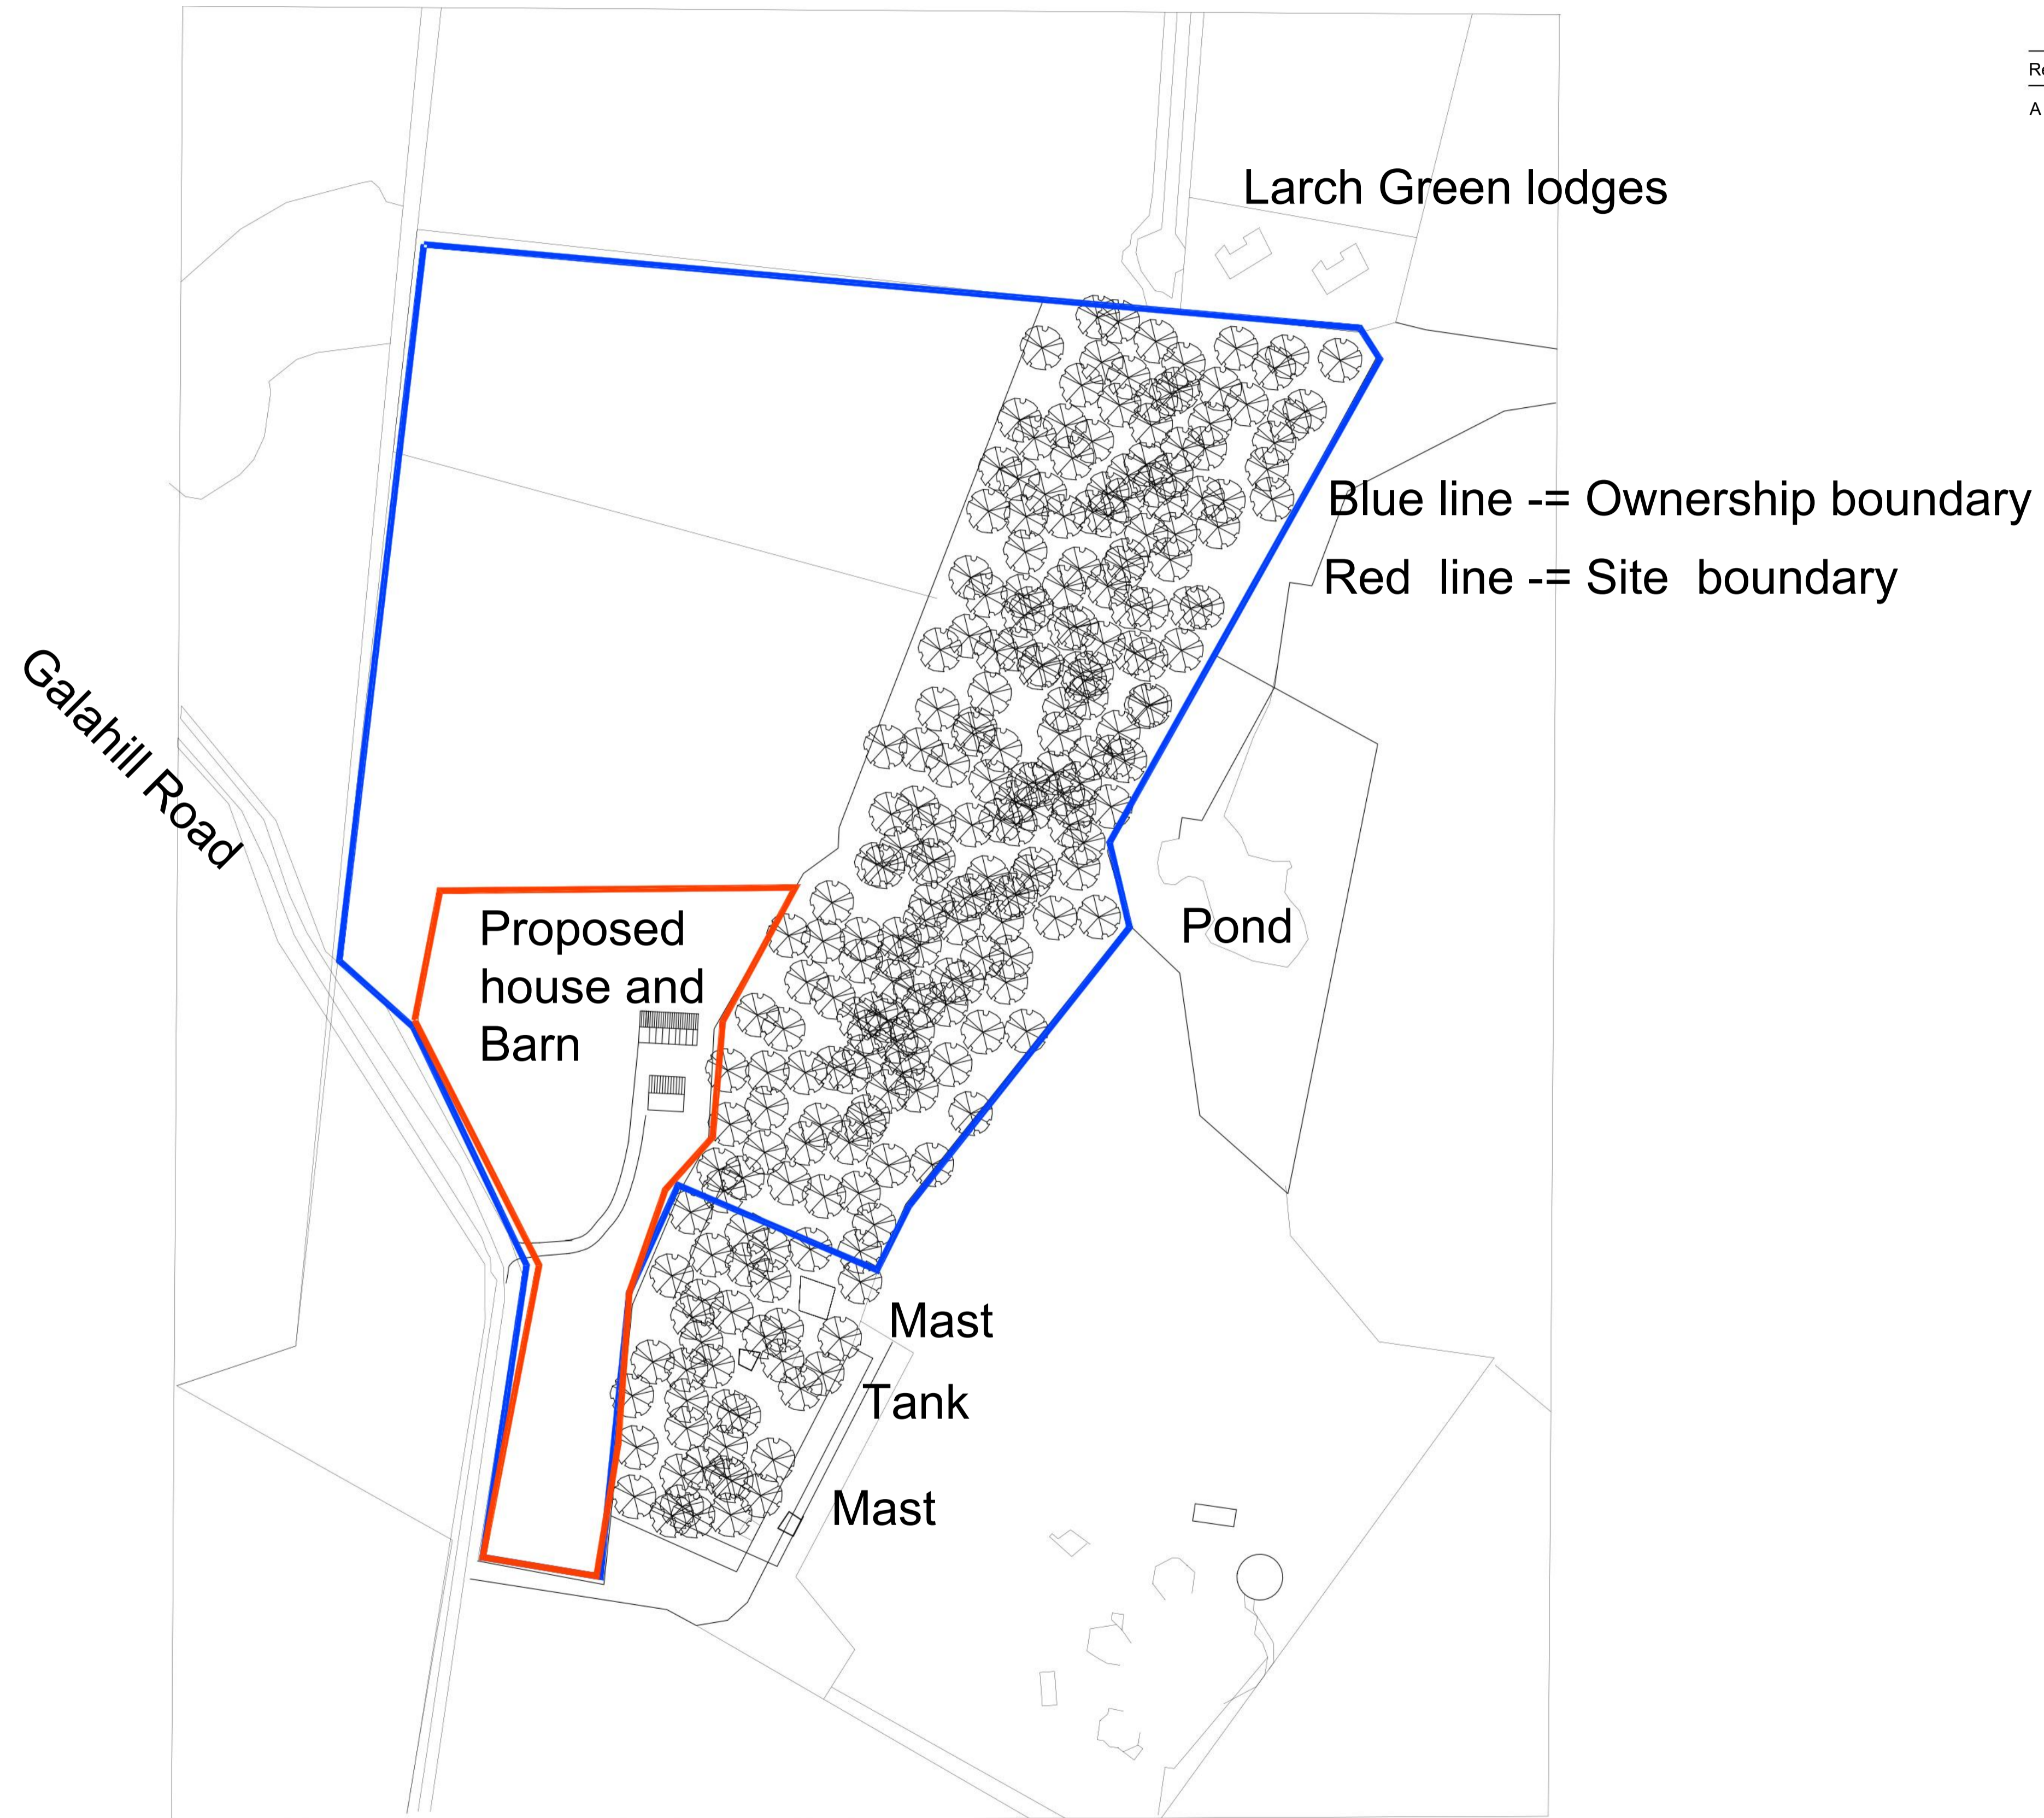 A
Larch Green lodges
Blue line -= Ownership boundary
Red line -= Site boundary
Galahill Road
Proposed
house and
Barn
Pond
Mast
Tank
Mast